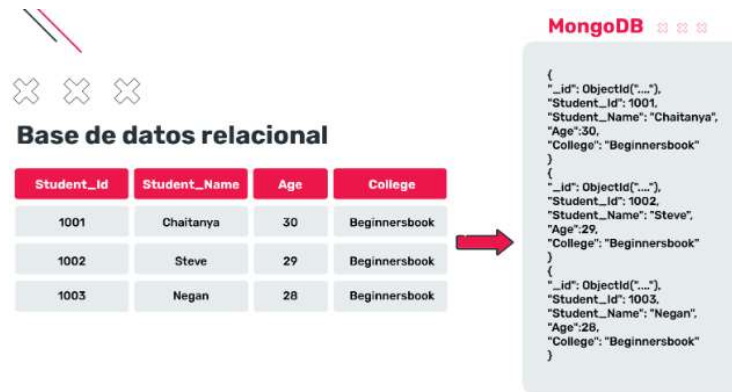 Base de datos relacional
Student_Id Student_Name Age College
1001 Chaitanya 30 Beginnersbook
1002 Steve 29 Beginnersbook
1003 Negan 28 Beginnersbook
MongoDB
{
"_id": ObjectId("...."),
"Student_Id": 1001,
"Student_Name": "Chaitanya",
"Age":30,
"College": "Beginnersbook"
}
{
"_id": ObjectId("...."),
"Student_Id": 1002,
"Student_Name": "Steve",
"Age":29,
"College": "Beginnersbook"
}
{
"_id": ObjectId("...."),
"Student_Id": 1003,
"Student_Name": "Negan",
"Age":28,
"College": "Beginnersbook"
}